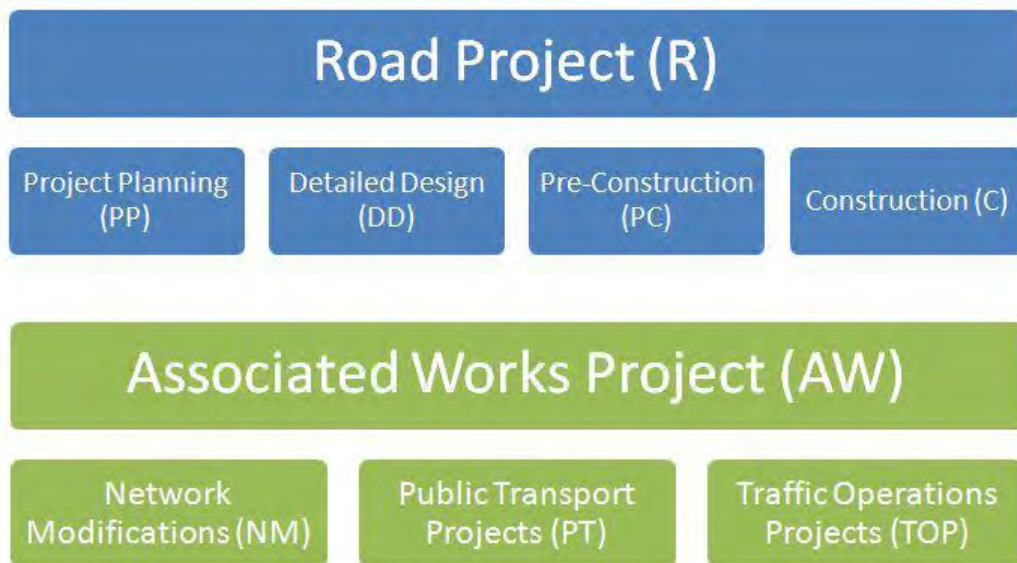 Road Project (R)
Project Planning
(PP)
Detailed Design
(DD)
Pre-Construction
(PC)
Construction (C)
Associated Works Project (AW)
Network
Modifications (NM)
Public Transport
Projects (PT)
Traffic Operations
Projects (TOP)